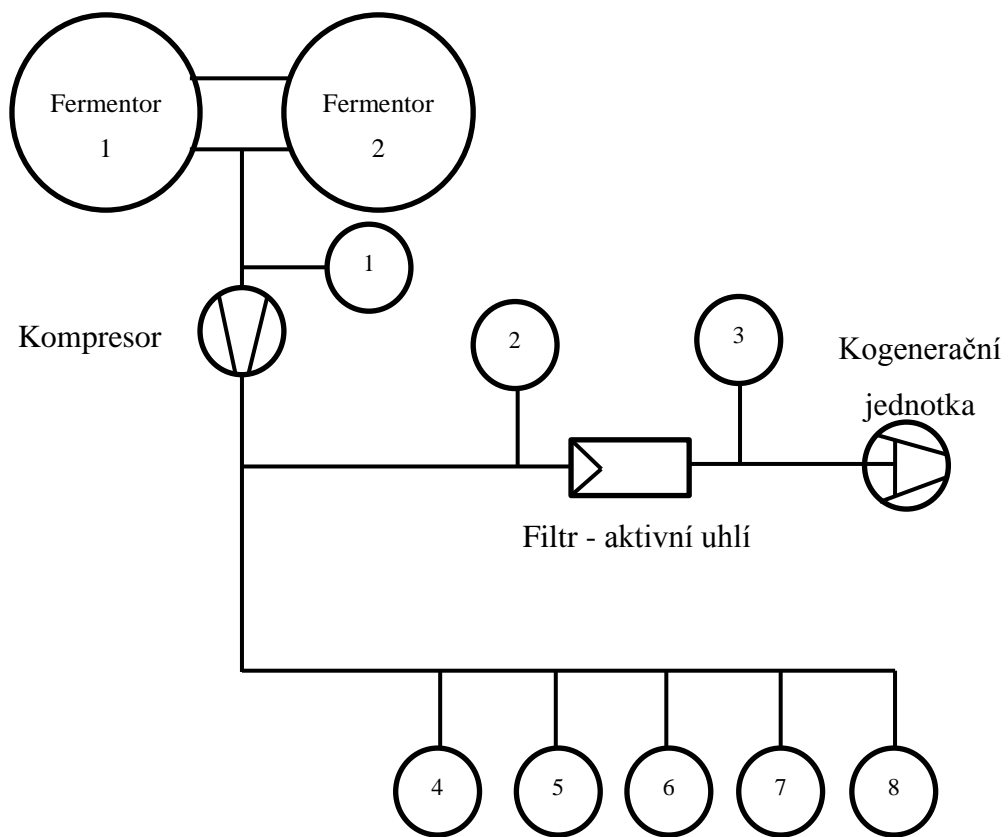 Fermentor
1
Fermentor
2
1
Kompresor
2
3
Kogenerační
jednotka
Filtr - aktivní uhlí
4
5
6
7
8